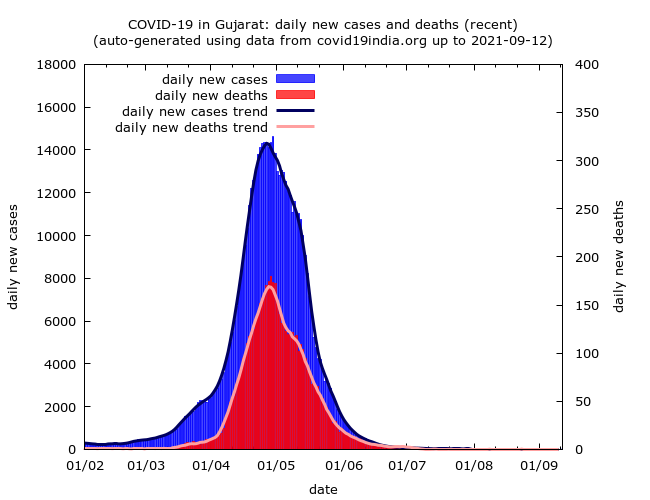 COVID-19 in Gujarat: daily new cases and deaths (recent)
(auto-generated using data from covid19india.org up to 2021-09-12)
daily new cases
daily new deaths
daily new cases trend
daily new deaths trend
18000
16000
14000
12000
10000
8000
6000
4000
2000
0
daily new cases
400
350
300
250
200
150
100
50
0
daily new deaths
01/02 01/03 01/04 01/05 01/06 01/07 01/08 01/09
date